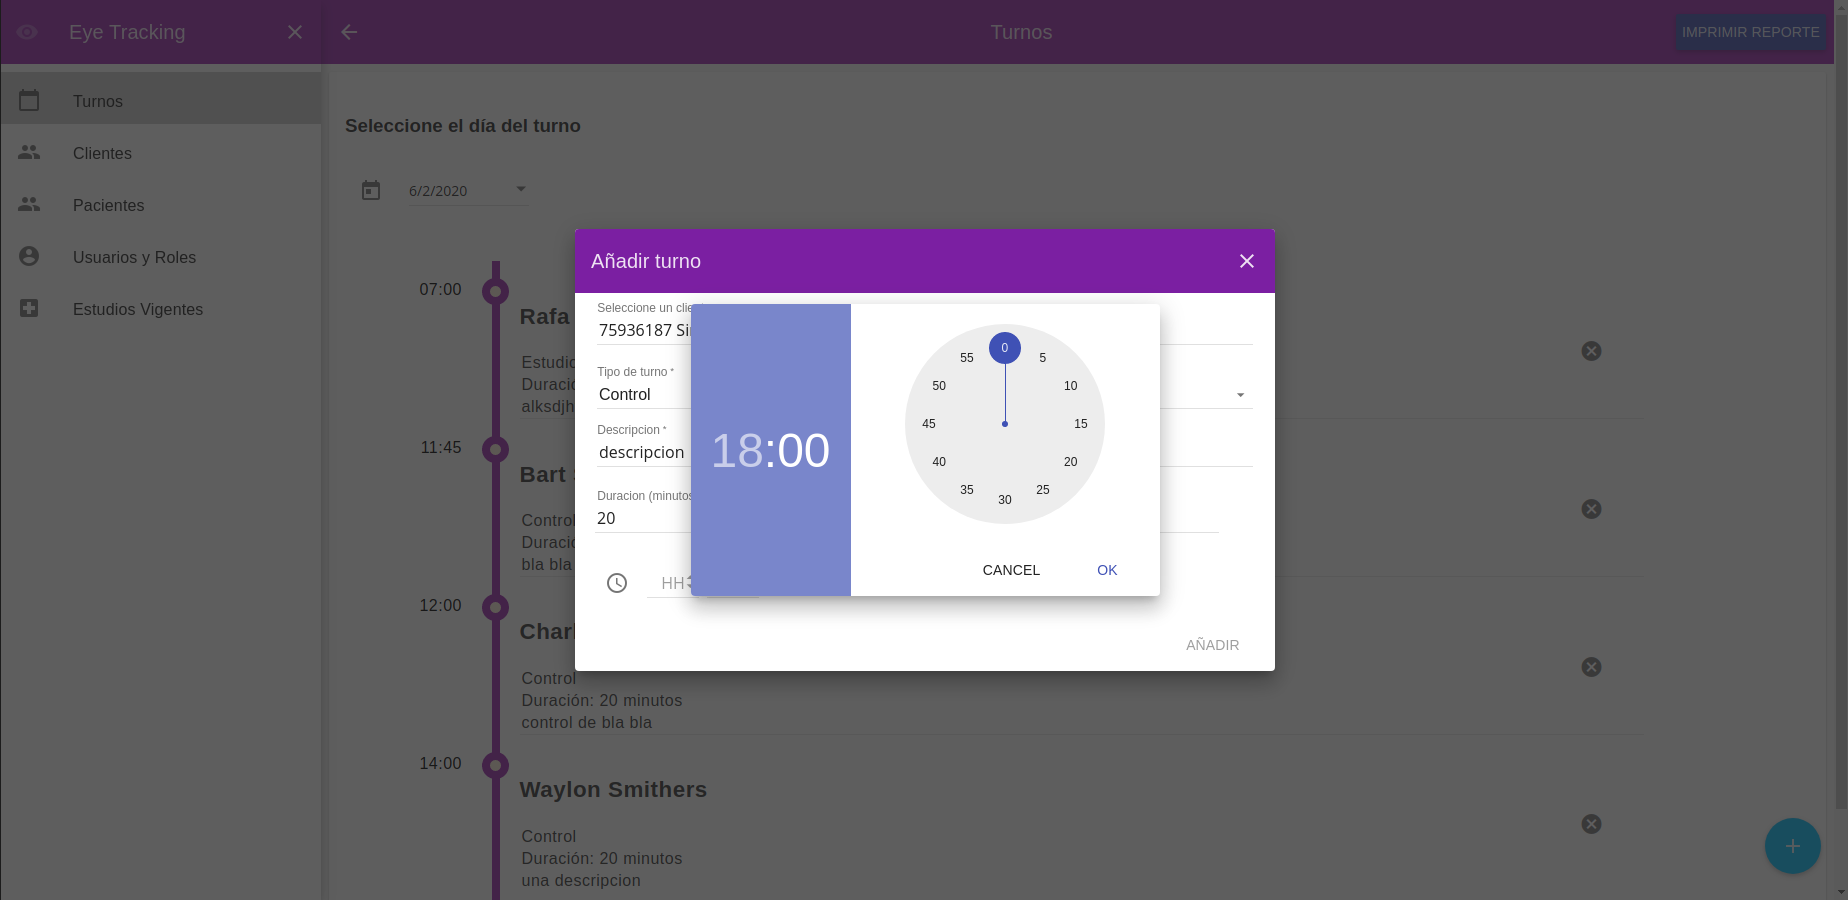 Eye Tracking
Turnos
IMPRIMIR REPORTE
Turnos
Clientes
Pacientes
Usuarios y Roles
Estudios Vigentes
Seleccione el día del turno
6/2/2020
07:00
Rafa
Duració
alksdjh
11:45
Bart
Control
Duració
bla bla
12:00
Charl
Control
Duración: 20 minutos
control de bla bla
14:00
Waylon Smithers
Control
Duración: 20 minutos
una descripcion
+
Añadir turno
Seleccione un clie
75936187 Si
Tipo de turno *
Control
Descripcion *
descripcion
Duracion (minutos
20
HH
AÑADIR
18:00
0
5
10
15
20
25
30
35
40
45
50
55
CANCEL
OK